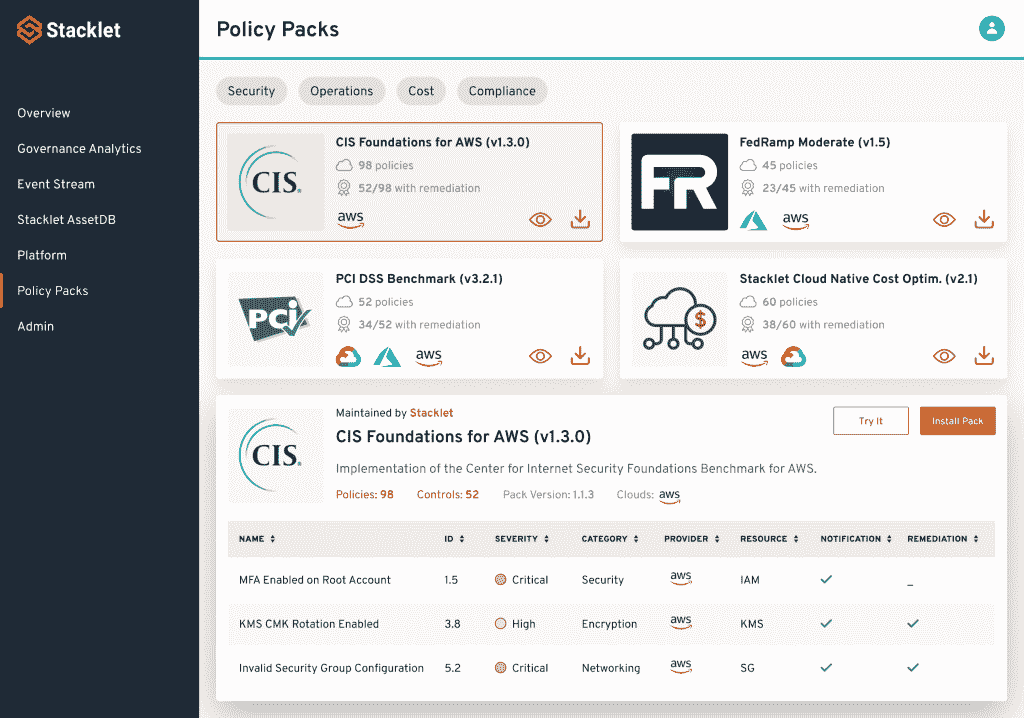 Stacklet
Policy Packs
Overview
Governance Analytics
Event Stream
Stacklet AssetDB
Platform
Policy Packs
Admin
Security Operations Cost Compliance
CIS.
CIS Foundations for AWS (v1.3.0)
98 policies
52/98 with remediation
aws
FR
FedRamp Moderate (v1.5)
45 policies
23/45 with remediation
aws
PCi
PCI DSS Benchmark (v3.2.1)
52 policies
34/52 with remediation
aws
$
Stacklet Cloud Native Cost Optim. (v2.1)
60 policies
38/60 with remediation
aws
CIS.
Maintained by Stacklet
CIS Foundations for AWS (v1.3.0)
Try It Install Pack
Implementation of the Center for Internet Security Foundations Benchmark for AWS.
Policies: 98 Controls: 52 Pack Version: 1.1.3 Clouds: aws
NAME ID SEVERITY CATEGORY PROVIDER RESOURCE NOTIFICATION REMEDIATION
MFA Enabled on Root Account 1.5 Critical Security aws IAM ✓ _
KMS CMK Rotation Enabled 3.8 High Encryption aws KMS ✓ ✓
Invalid Security Group Configuration 5.2 Critical Networking aws SG ✓ ✓